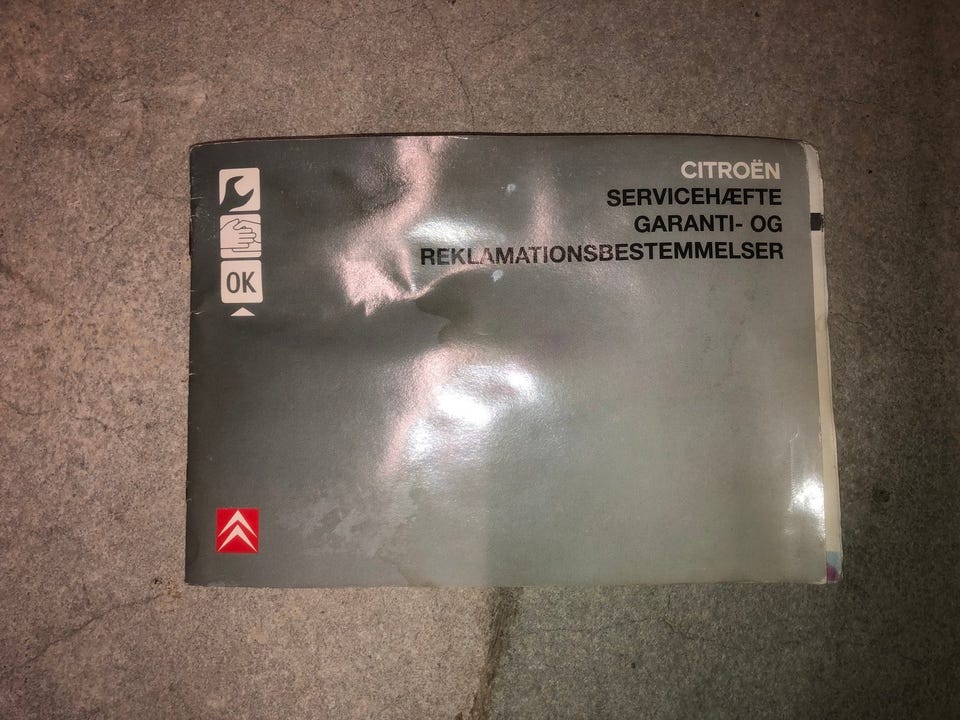 CITROËN
SERVICEHÆFTE
GARANTI- OG
REKLAMATIONSBESTEMMELSER
OK